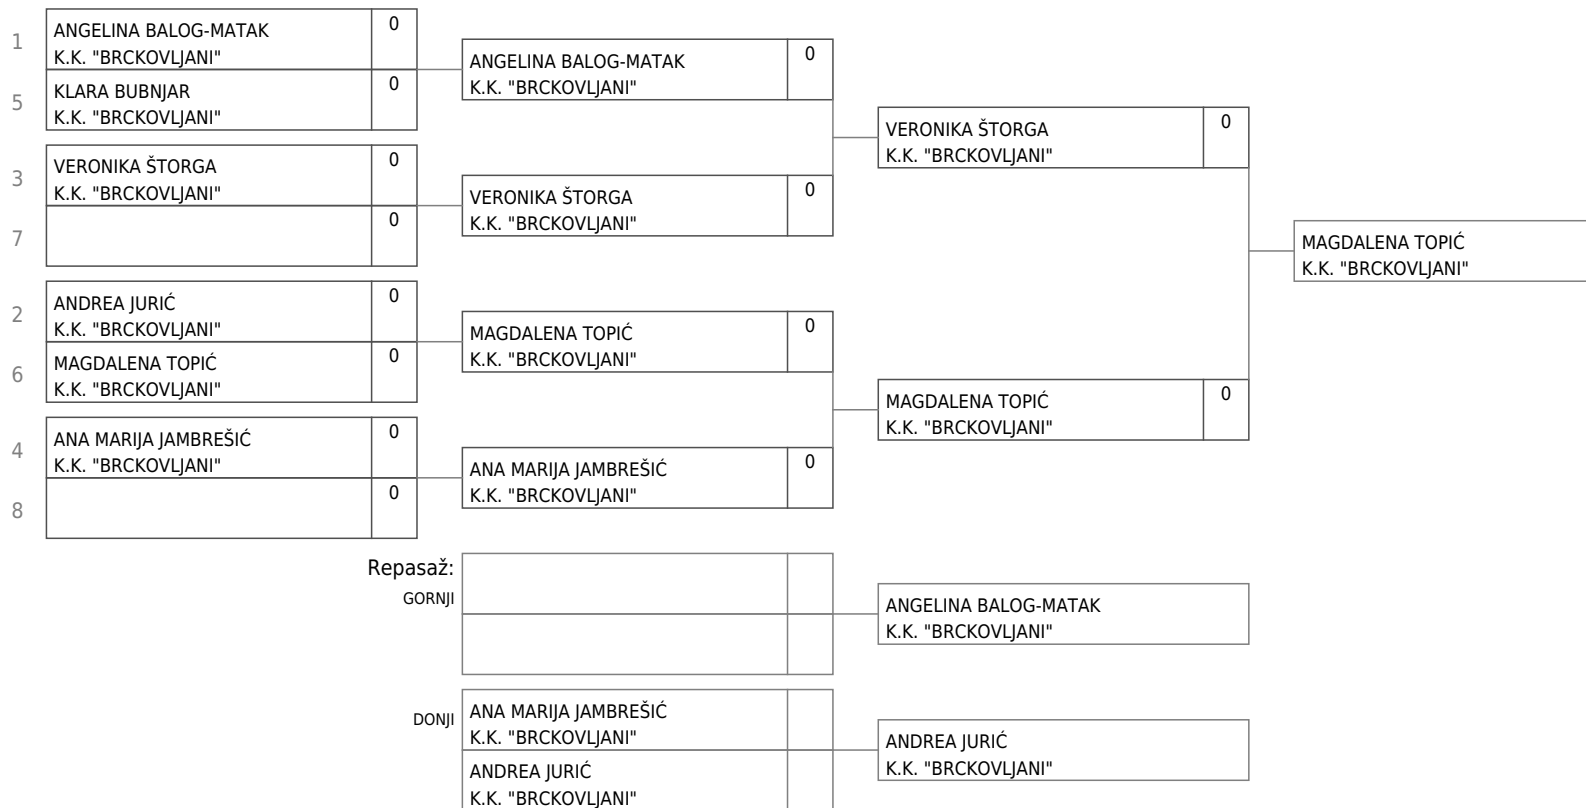 1
ANGELINA BALOG-MATAK 0
K.K. "BRCKOVLJANI"
5
KLARA BUBNJAR 0
K.K. "BRCKOVLJANI"
3
VERONIKA ŠTORGA 0
K.K. "BRCKOVLJANI"
7
0
2
ANDREA JURIĆ 0
K.K. "BRCKOVLJANI"
6
MAGDALENA TOPIĆ 0
K.K. "BRCKOVLJANI"
4
ANA MARIJA JAMBREŠIĆ 0
K.K. "BRCKOVLJANI"
8
0
ANGELINA BALOG-MATAK 0
K.K. "BRCKOVLJANI"
VERONIKA ŠTORGA 0
K.K. "BRCKOVLJANI"
MAGDALENA TOPIĆ 0
K.K. "BRCKOVLJANI"
ANA MARIJA JAMBREŠIĆ 0
K.K. "BRCKOVLJANI"
VERONIKA ŠTORGA 0
K.K. "BRCKOVLJANI"
MAGDALENA TOPIĆ 0
K.K. "BRCKOVLJANI"
MAGDALENA TOPIĆ
K.K. "BRCKOVLJANI"
Repasaž:
GORNJI
ANGELINA BALOG-MATAK
K.K. "BRCKOVLJANI"
DONJI
ANA MARIJA JAMBREŠIĆ
K.K. "BRCKOVLJANI"
ANDREA JURIĆ
K.K. "BRCKOVLJANI"
ANDREA JURIĆ
K.K. "BRCKOVLJANI"